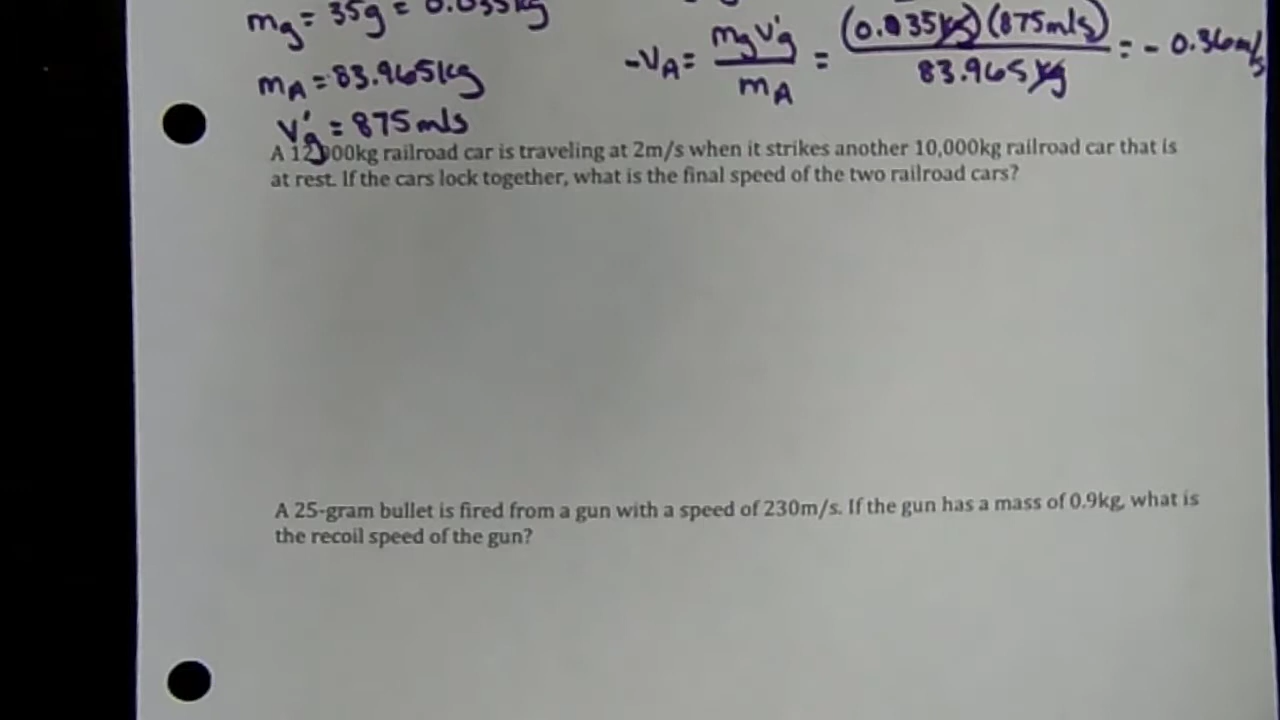 mg = 35g = 0.035kg
-VA = mgv'g / mA = (0.035kg)(875m/s) / 83.965kg = - 0.36m/s
mA = 83.965kg
v'g = 875m/s
A 12,000kg railroad car is traveling at 2m/s when it strikes another 10,000kg railroad car that is
at rest. If the cars lock together, what is the final speed of the two railroad cars?
A 25-gram bullet is fired from a gun with a speed of 230m/s. If the gun has a mass of 0.9kg, what is
the recoil speed of the gun?